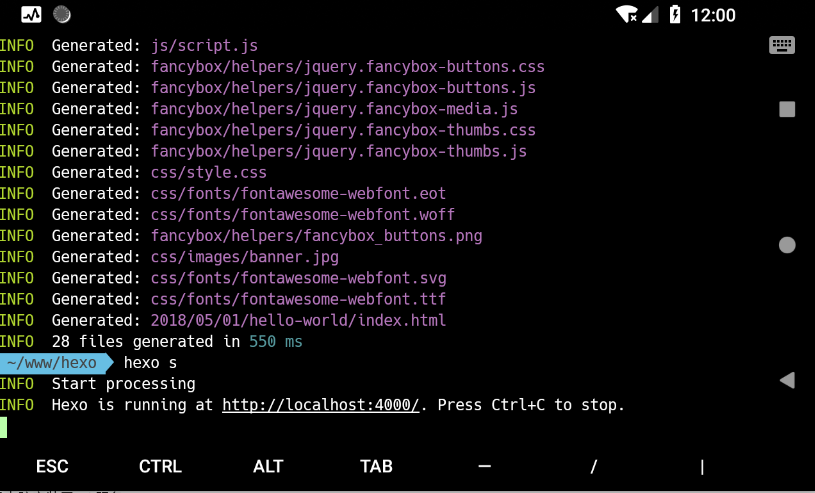 12:00
INFO Generated: js/script.js
INFO Generated: fancybox/helpers/jquery.fancybox-buttons.css
INFO Generated: fancybox/helpers/jquery.fancybox-buttons.js
INFO Generated: fancybox/helpers/jquery.fancybox-media.js
INFO Generated: fancybox/helpers/jquery.fancybox-thumbs.css
INFO Generated: fancybox/helpers/jquery.fancybox-thumbs.js
INFO Generated: css/style.css
INFO Generated: css/fonts/fontawesome-webfont.eot
INFO Generated: css/fonts/fontawesome-webfont.woff
INFO Generated: fancybox/helpers/fancybox_buttons.png
INFO Generated: css/images/banner.jpg
INFO Generated: css/fonts/fontawesome-webfont.svg
INFO Generated: css/fonts/fontawesome-webfont.ttf
INFO Generated: 2018/05/01/hello-world/index.html
INFO 28 files generated in 550 ms
~/www/hexo hexo s
INFO Start processing
INFO Hexo is running at http://localhost:4000/. Press Ctrl+C to stop.
ESC CTRL ALT TAB — / |